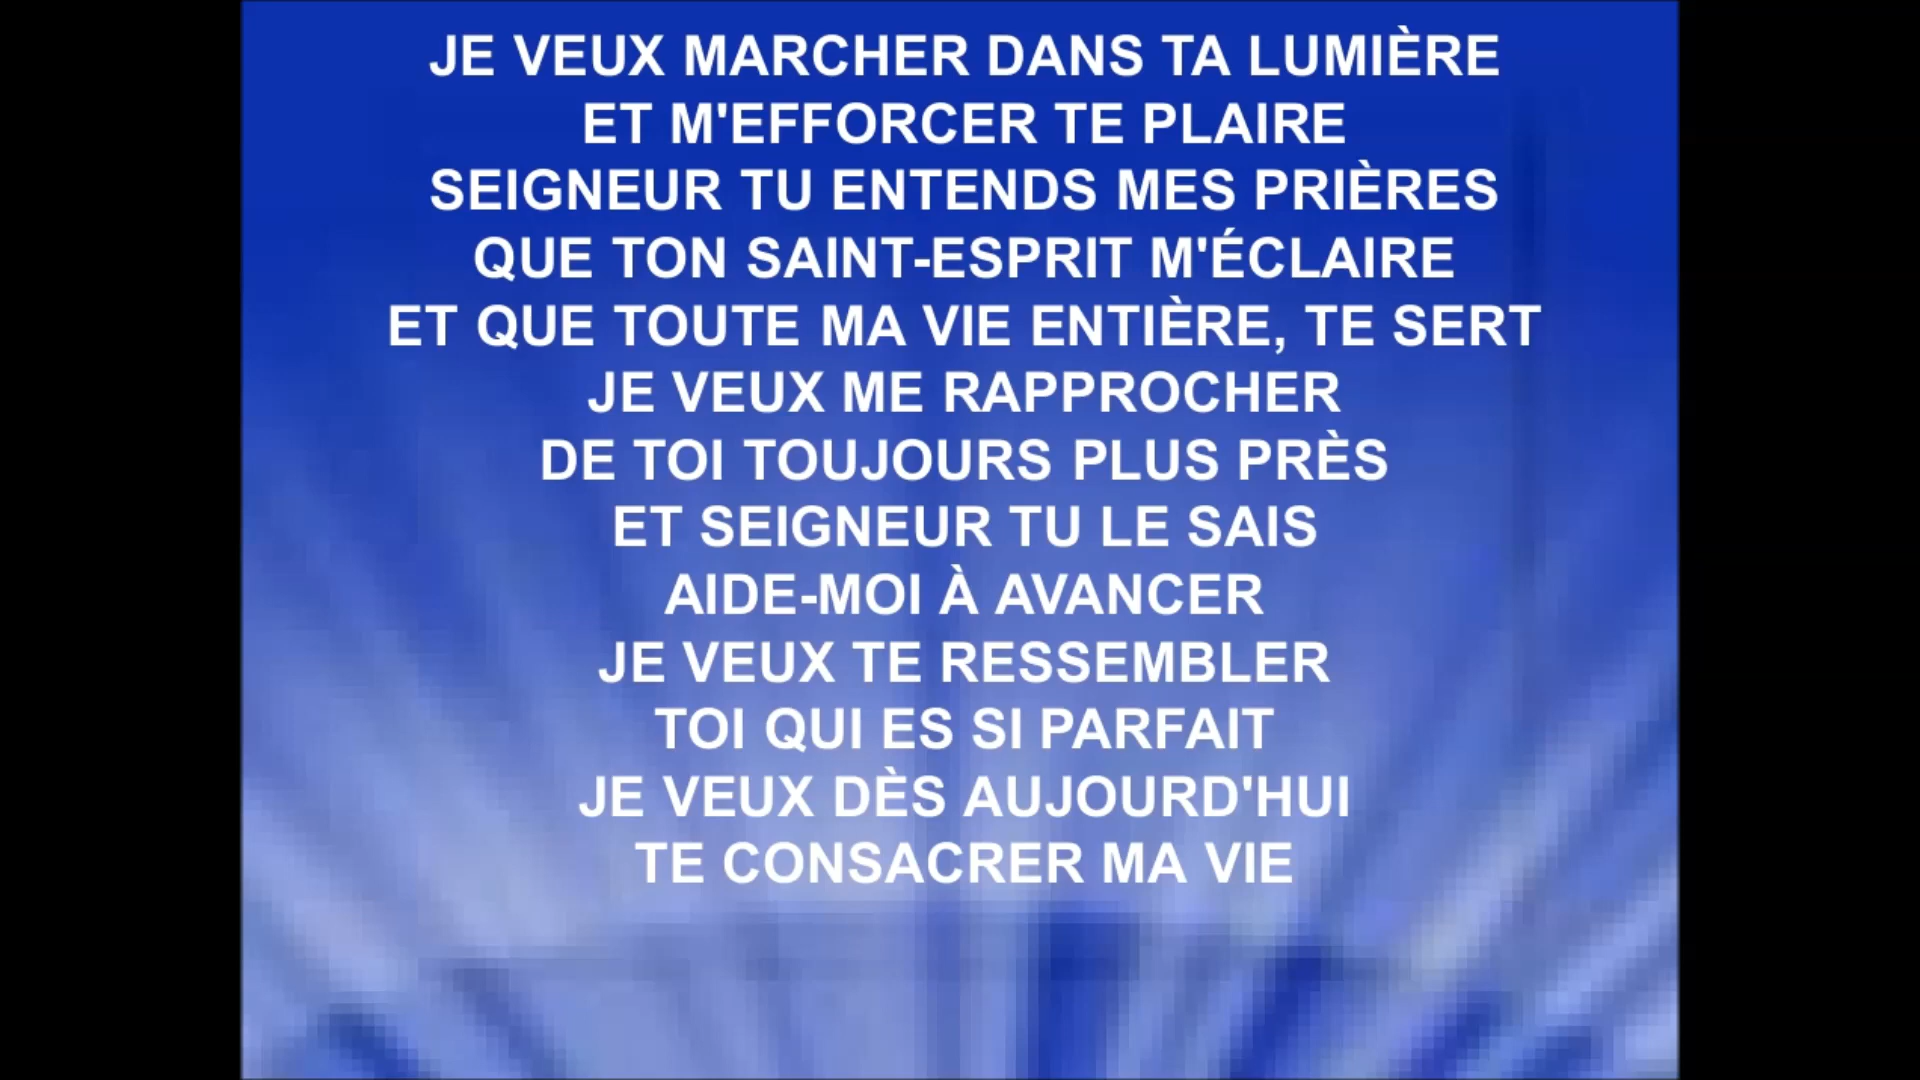 JE VEUX MARCHER DANS TA LUMIÈRE
ET M'EFFORCER TE PLAIRE
SEIGNEUR TU ENTENDS MES PRIÈRES
QUE TON SAINT-ESPRIT M'ÉCLAIRE
ET QUE TOUTE MA VIE ENTIÈRE, TE SERT
JE VEUX ME RAPPROCHER
DE TOI TOUJOURS PLUS PRÈS
ET SEIGNEUR TU LE SAIS
AIDE-MOI À AVANCER
JE VEUX TE RESSEMBLER
TOI QUI ES SI PARFAIT
JE VEUX DÈS AUJOURD'HUI
TE CONSACRER MA VIE